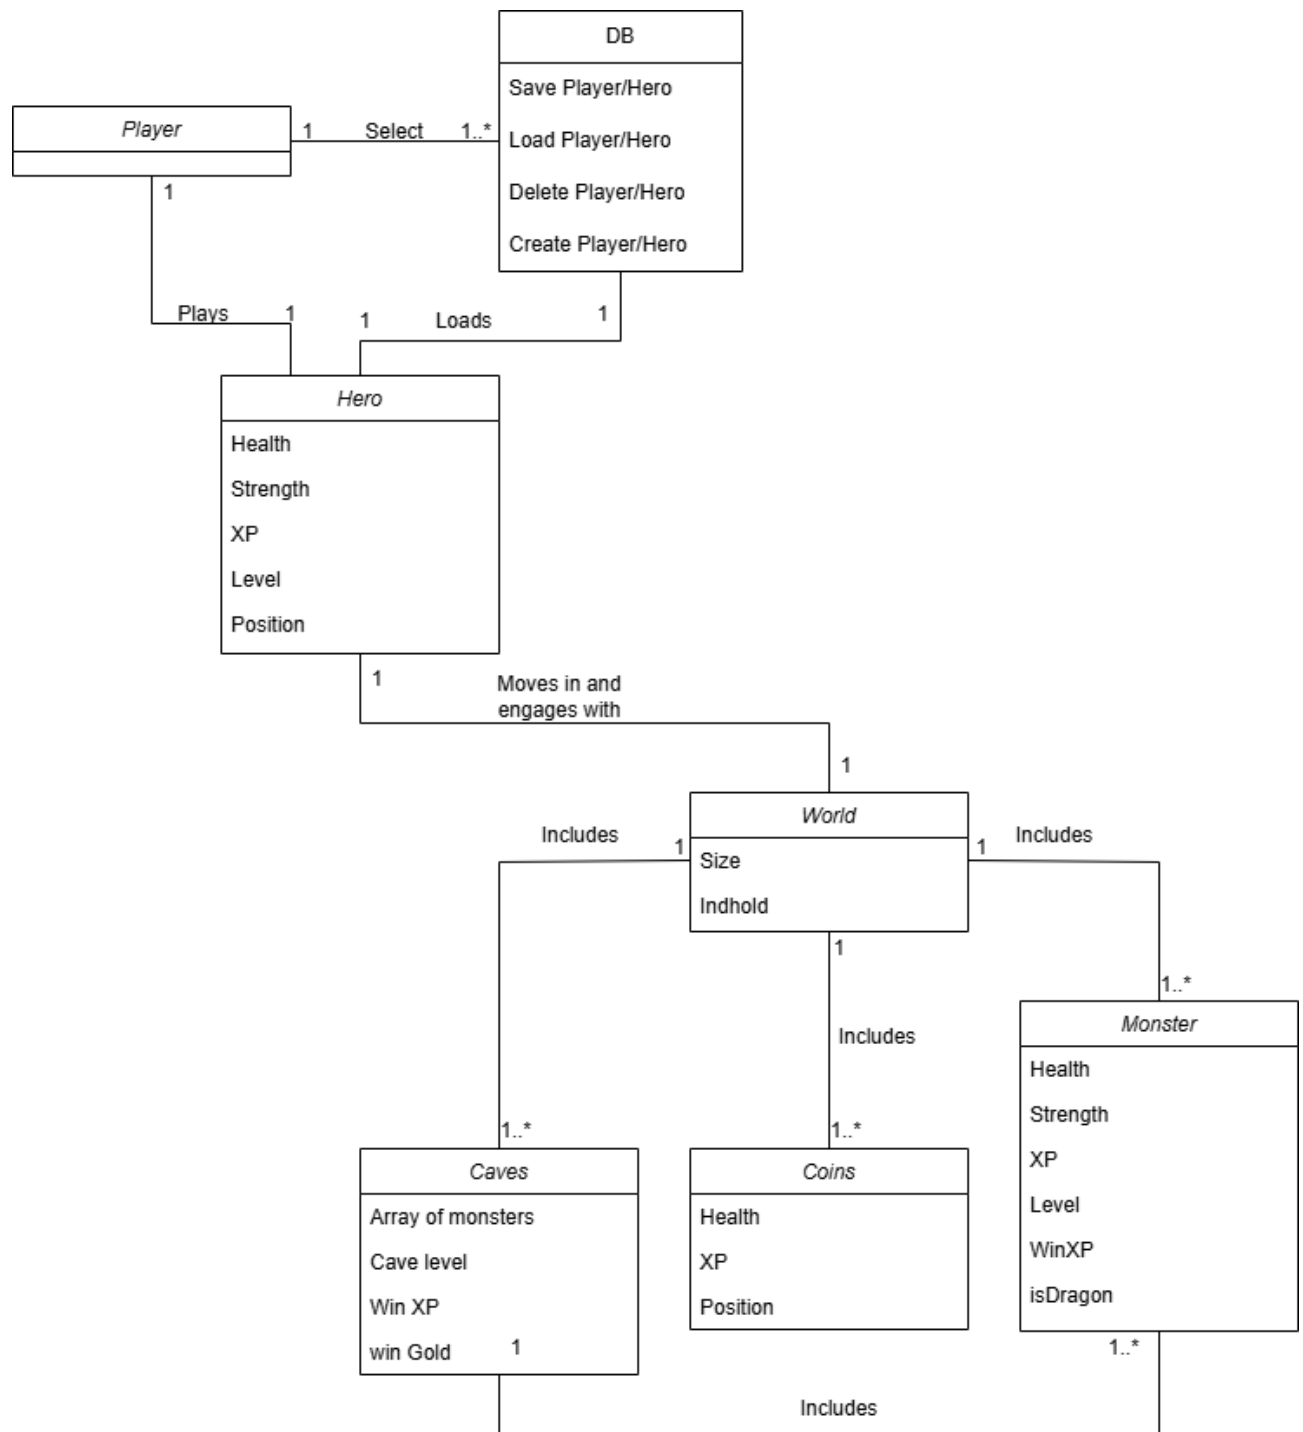 DB
Save Player/Hero
Load Player/Hero
Delete Player/Hero
Create Player/Hero
Player
1
Select
1..*
1
Plays
1
1
Loads
1
Hero
Health
Strength
XP
Level
Position
1
Moves in and
engages with
1
World
Size
Indhold
Includes
1
1
Includes
1
Includes
1..*
1..*
1..*
Monster
Health
Strength
XP
Level
WinXP
isDragon
Caves
Array of monsters
Cave level
Win XP
win Gold
1
Coins
Health
XP
Position
1..*
Includes